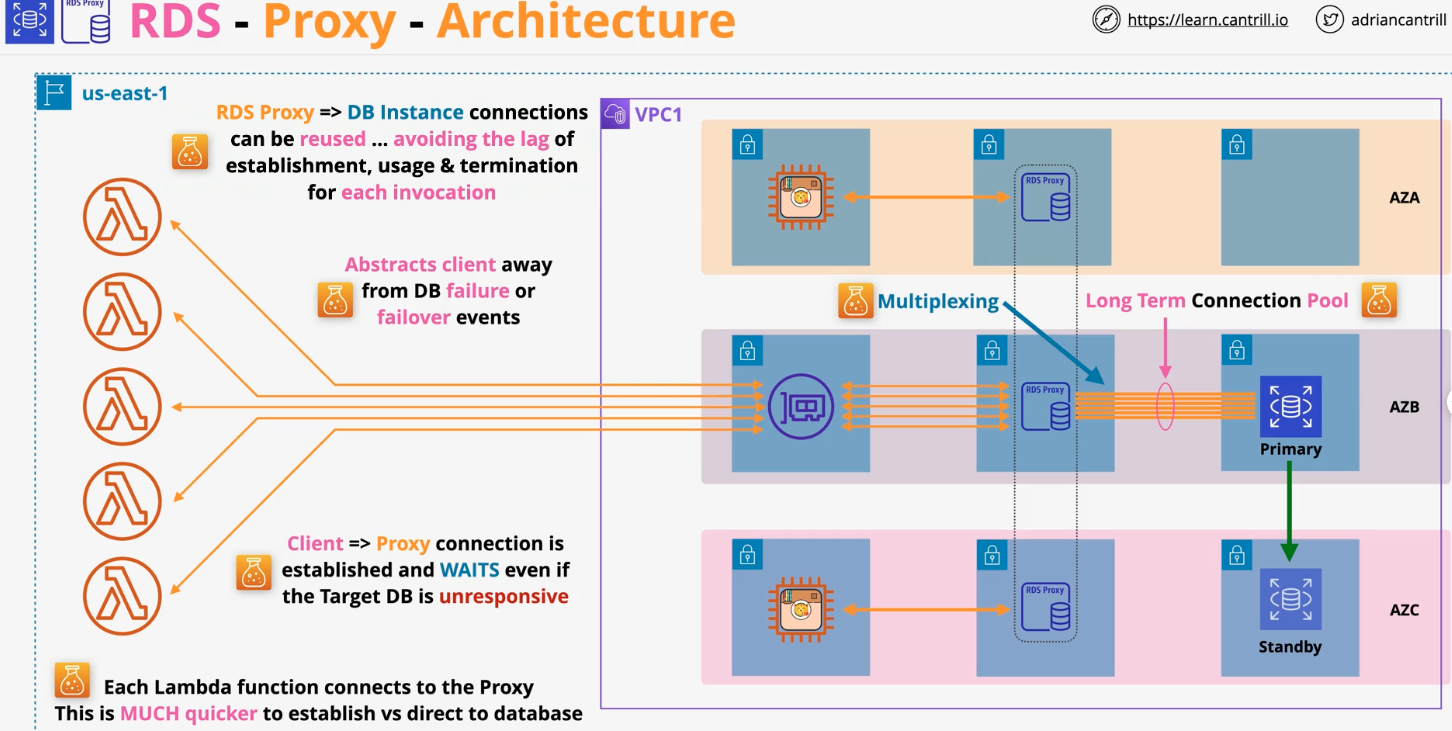 RDS Proxy
RDS - Proxy - Architecture
https://learn.cantrill.io
adriancantrill
us-east-1
RDS Proxy => DB Instance connections
can be reused ... avoiding the lag of
establishment, usage & termination
for each invocation
VPC1
RDS Proxy
AZA
Abstracts client away
from DB failure or
failover events
Multiplexing
Long Term Connection Pool
RDS Proxy
AZB
Primary
Client => Proxy connection is
established and WAITS even if
the Target DB is unresponsive
RDS Proxy
AZC
Standby
Each Lambda function connects to the Proxy
This is MUCH quicker to establish vs direct to database